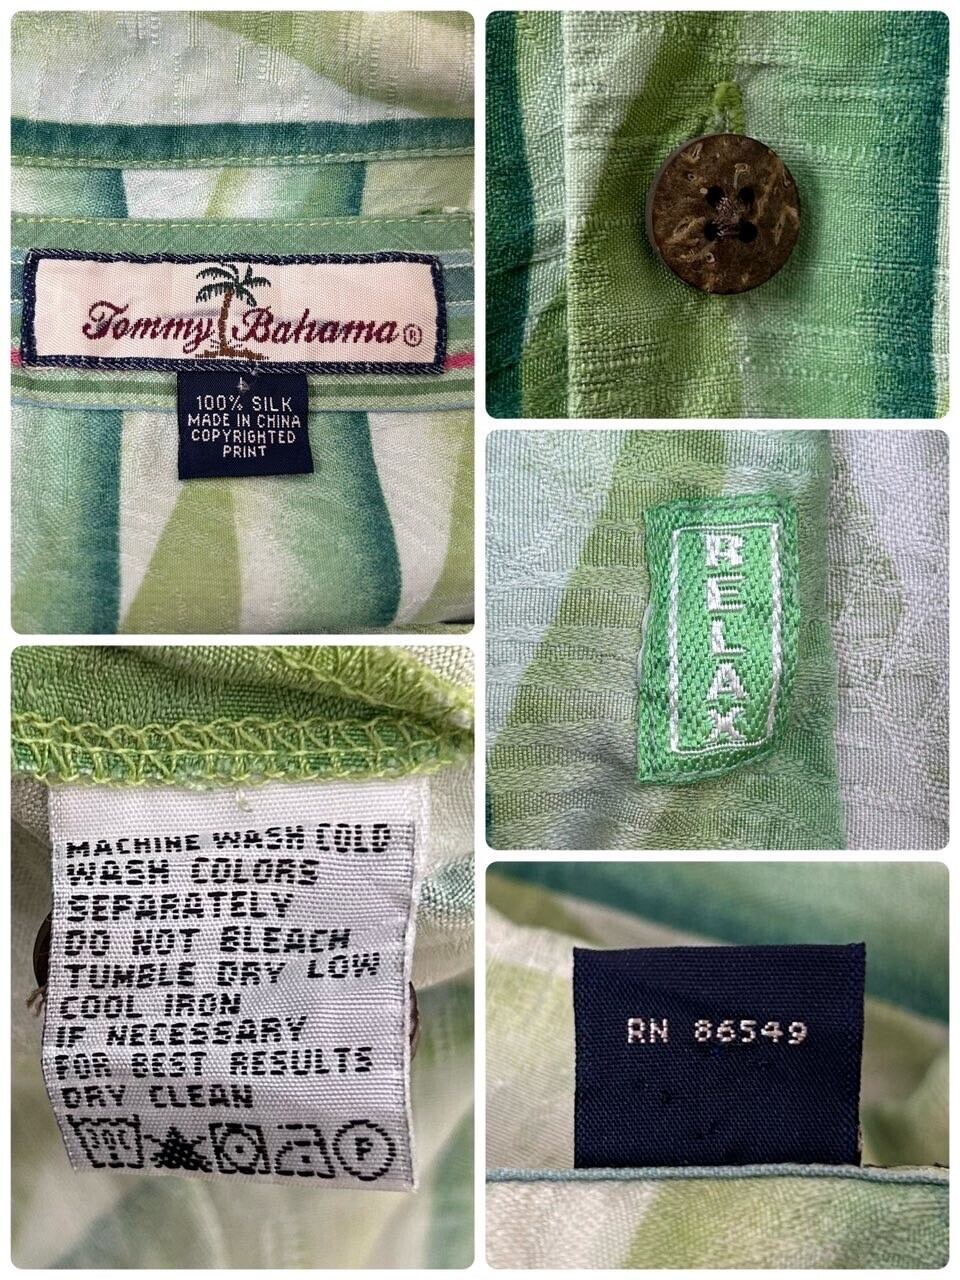 Tommy Bahama®
100% SILK
MADE IN CHINA
COPYRIGHTED
PRINT
RELAX
MACHINE WASH COLD
WASH COLORS
SEPARATELY
DO NOT BLEACH
TUMBLE DRY LOW
COOL IRON
IF NECESSARY
FOR BEST RESULTS
DRY CLEAN
P
RN 86549